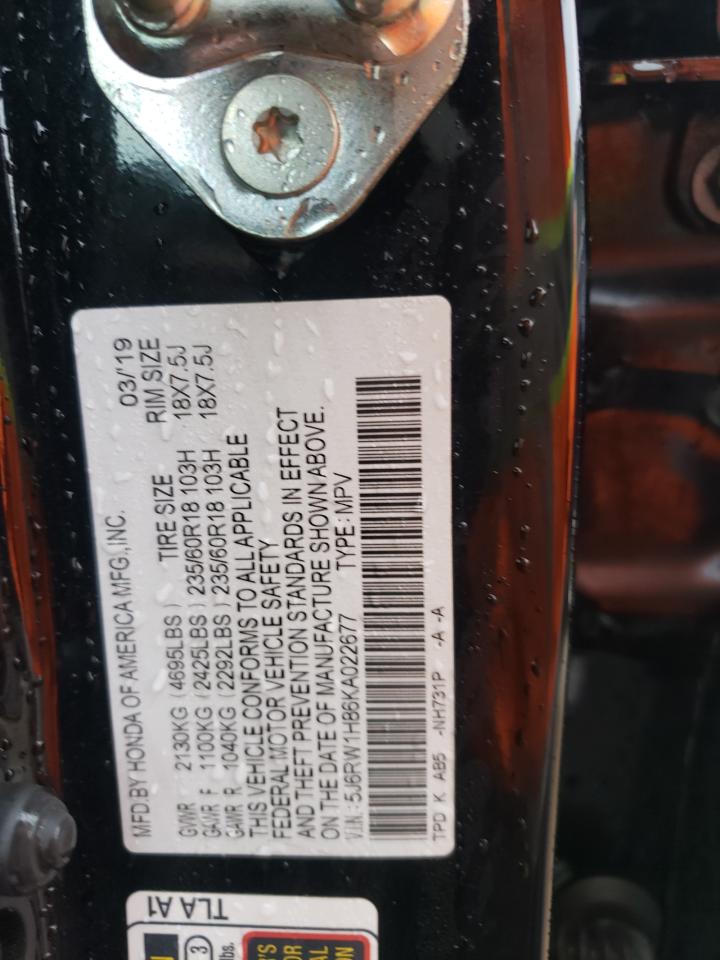 MFD.BY HONDA OF AMERICA MFG.,INC. 03/'19
TIRE SIZE RIM SIZE
GVWR 2130KG (4695LBS)
GAWR F 1100KG (2425LBS) 235/60R18 103H 18X7.5J
GAWR R 1040KG (2292LBS) 235/60R18 103H 18X7.5J
THIS VEHICLE CONFORMS TO ALL APPLICABLE
FEDERAL MOTOR VEHICLE SAFETY
AND THEFT PREVENTION STANDARDS IN EFFECT
ON THE DATE OF MANUFACTURE SHOWN ABOVE.
V.I.N.:5J6RW1H86KA022677 TYPE:MPV
TPD K AB5 -NH731P -A -A
TLA A1
3
lbs.